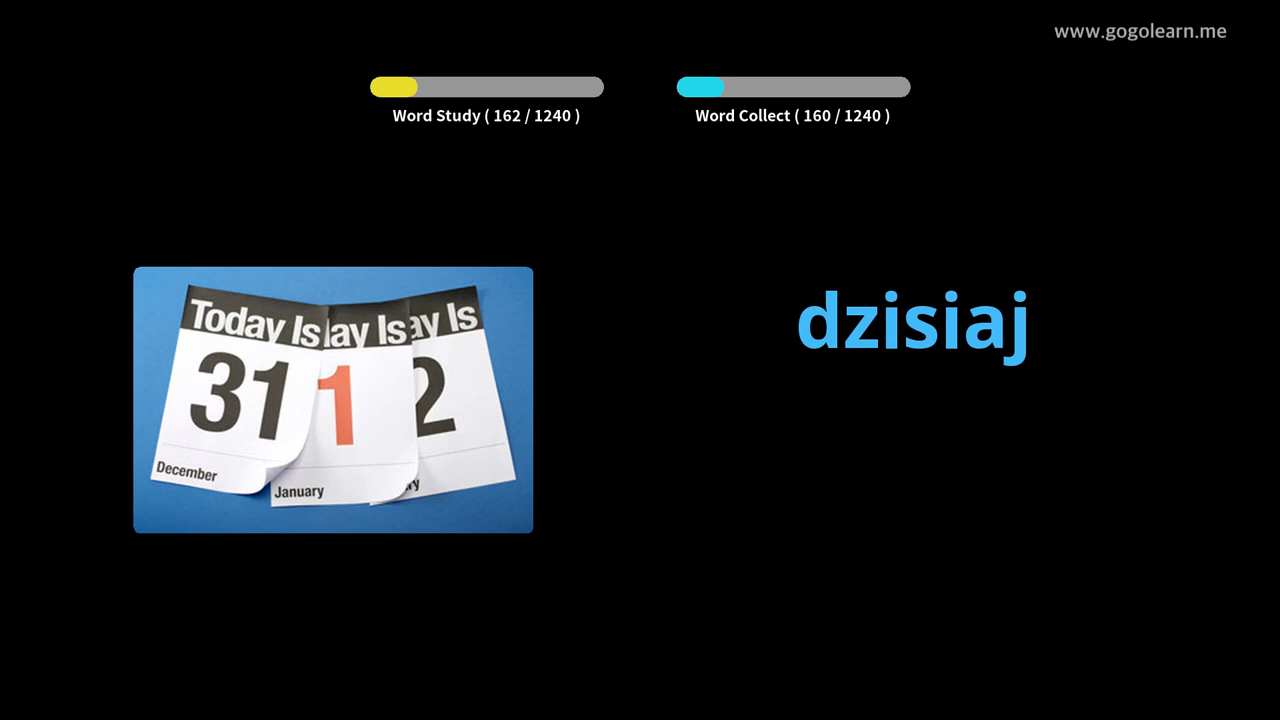 www.gogolearn.me
Word Study ( 162 / 1240 )
Word Collect ( 160 / 1240 )
dzisiaj
Today Is
31
December
ay Is
1
January
ay Is
2
ry